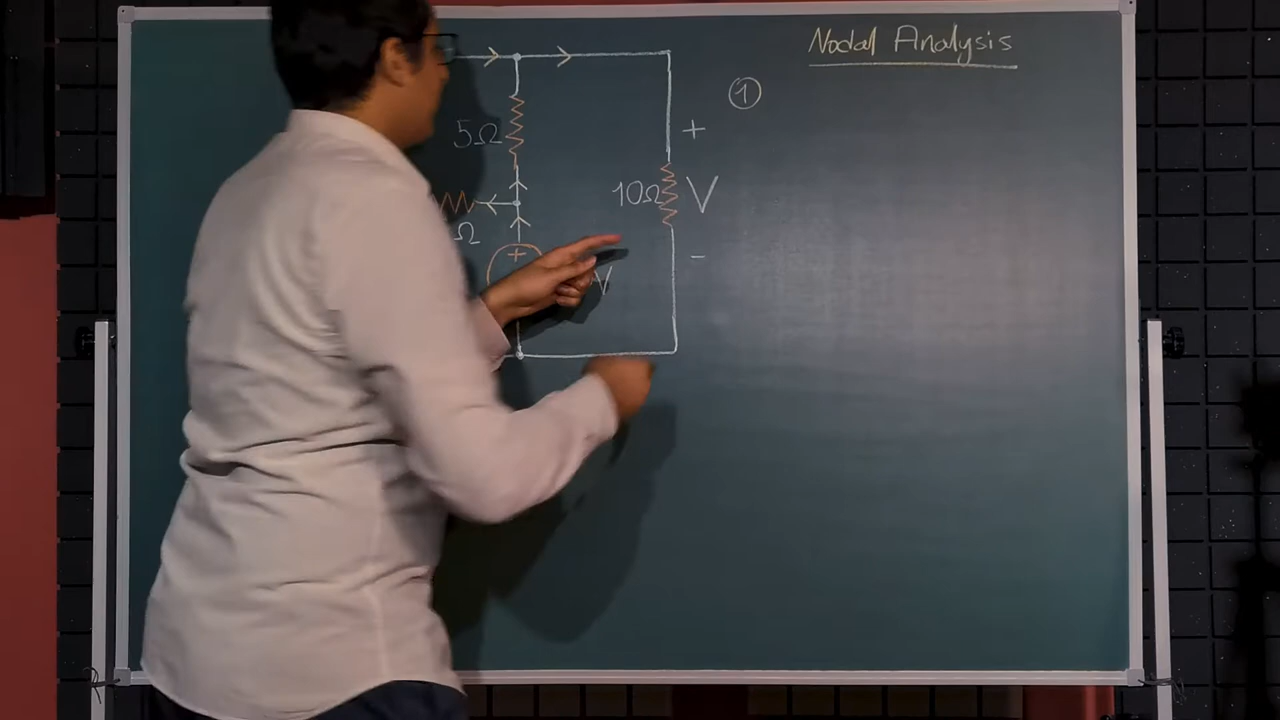 Nodal Analysis
①
5Ω
+
10Ω
V
Ω
+
V
-